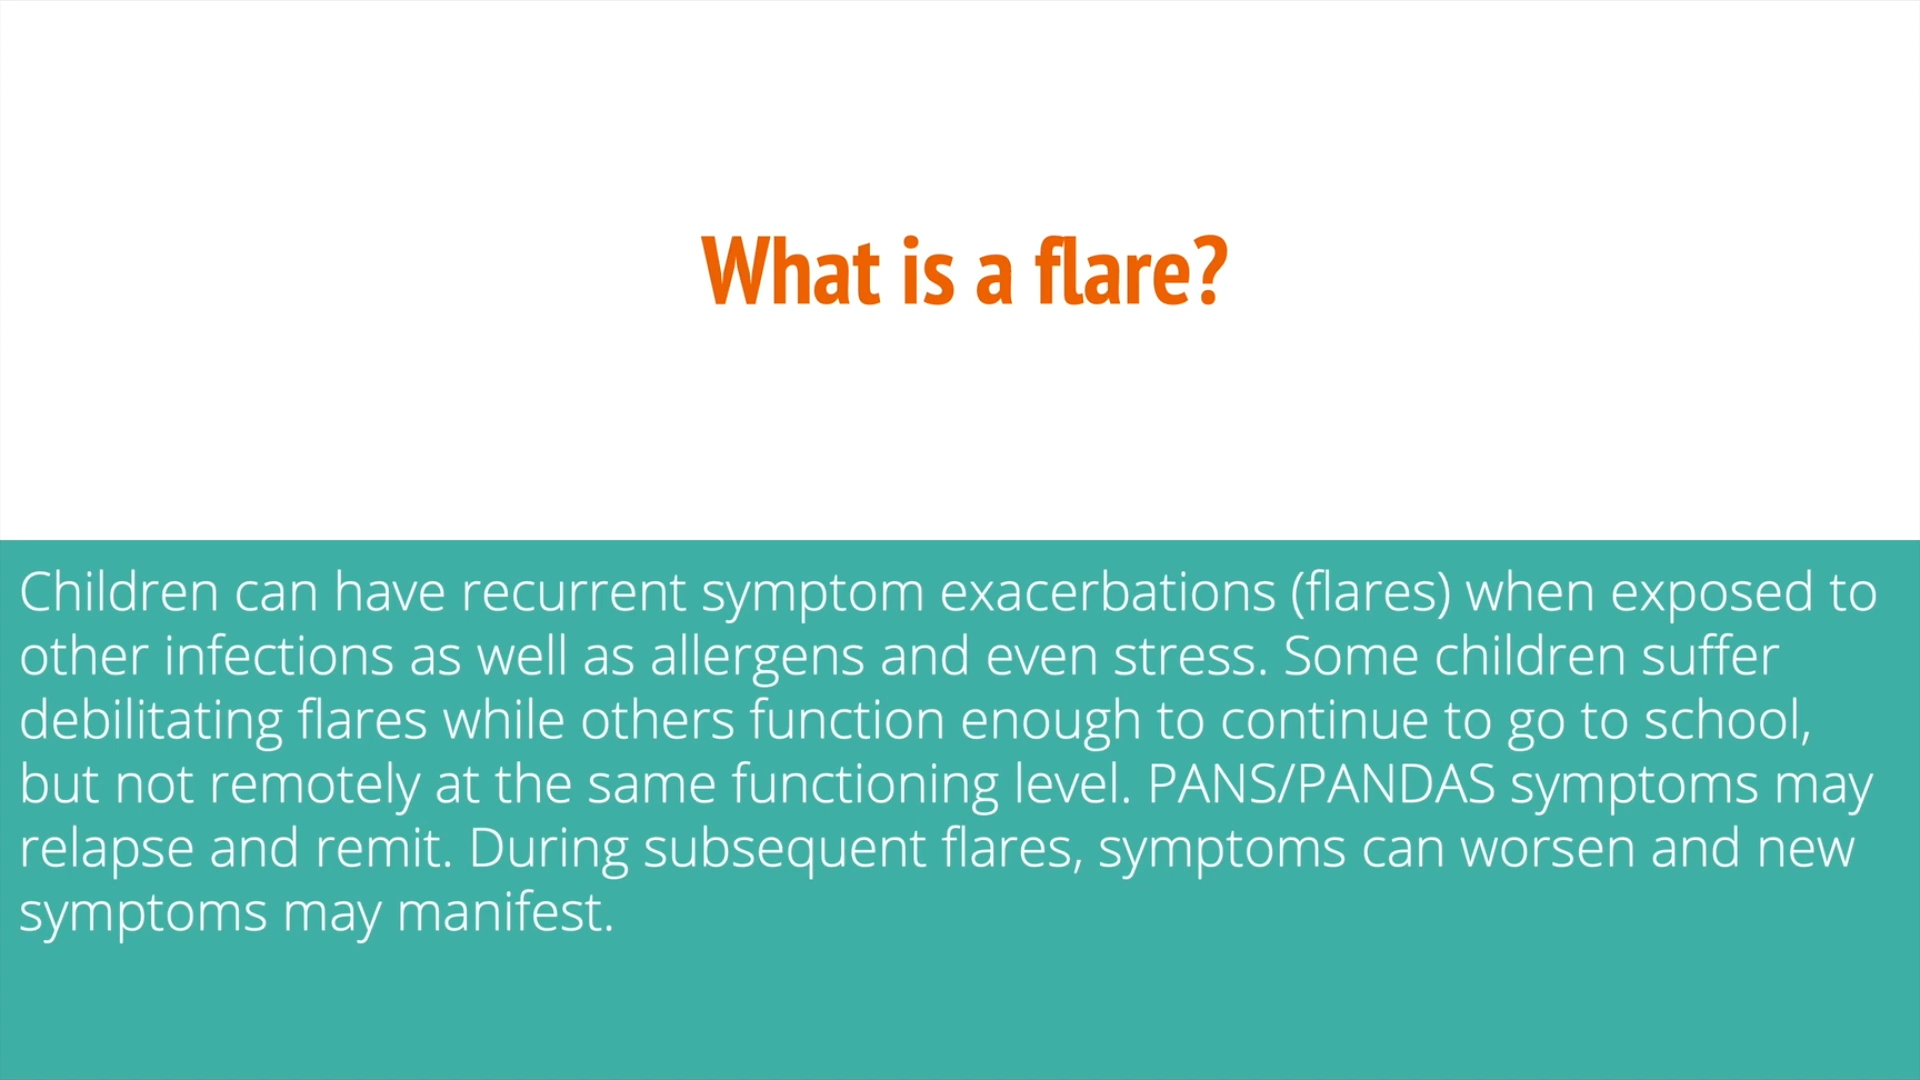 What is a flare?
Children can have recurrent symptom exacerbations (flares) when exposed to
other infections as well as allergens and even stress. Some children suffer
debilitating flares while others function enough to continue to go to school,
but not remotely at the same functioning level. PANS/PANDAS symptoms may
relapse and remit. During subsequent flares, symptoms can worsen and new
symptoms may manifest.